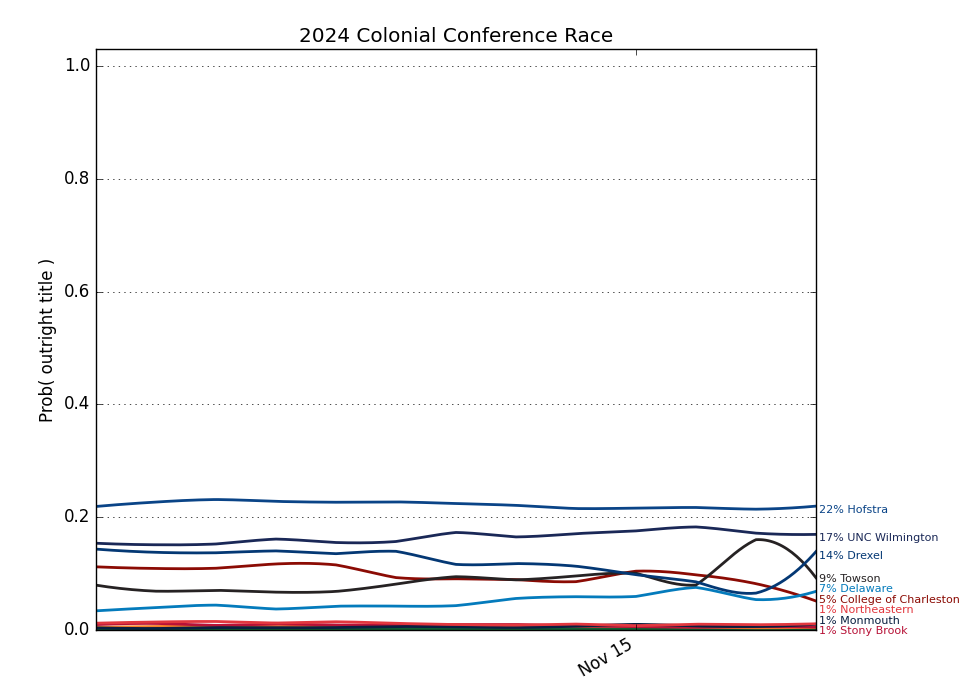 2024 Colonial Conference Race
Prob( outright title )
1.0
0.8
0.6
0.4
0.2
0.0
Nov 15
22% Hofstra
17% UNC Wilmington
14% Drexel
9% Towson
7% Delaware
5% College of Charleston
1% Northeastern
1% Monmouth
1% Stony Brook